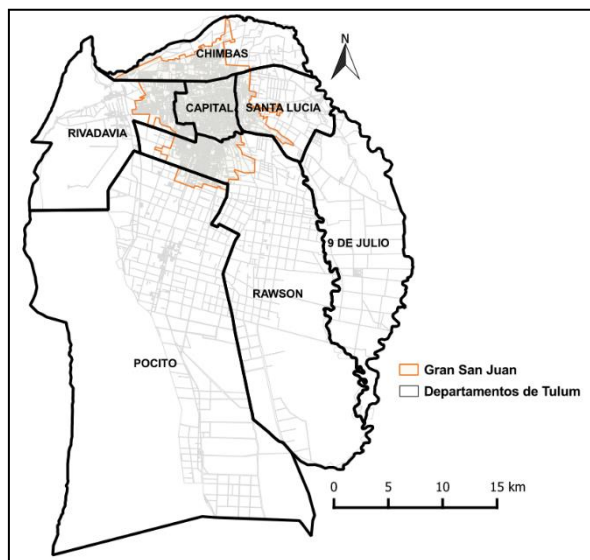 CHIMBAS
N
CAPITAL
SANTA LUCIA
RIVADAVIA
9 DE JULIO
RAWSON
POCITO
Gran San Juan
Departamentos de Tulum
0 5 10 15 km